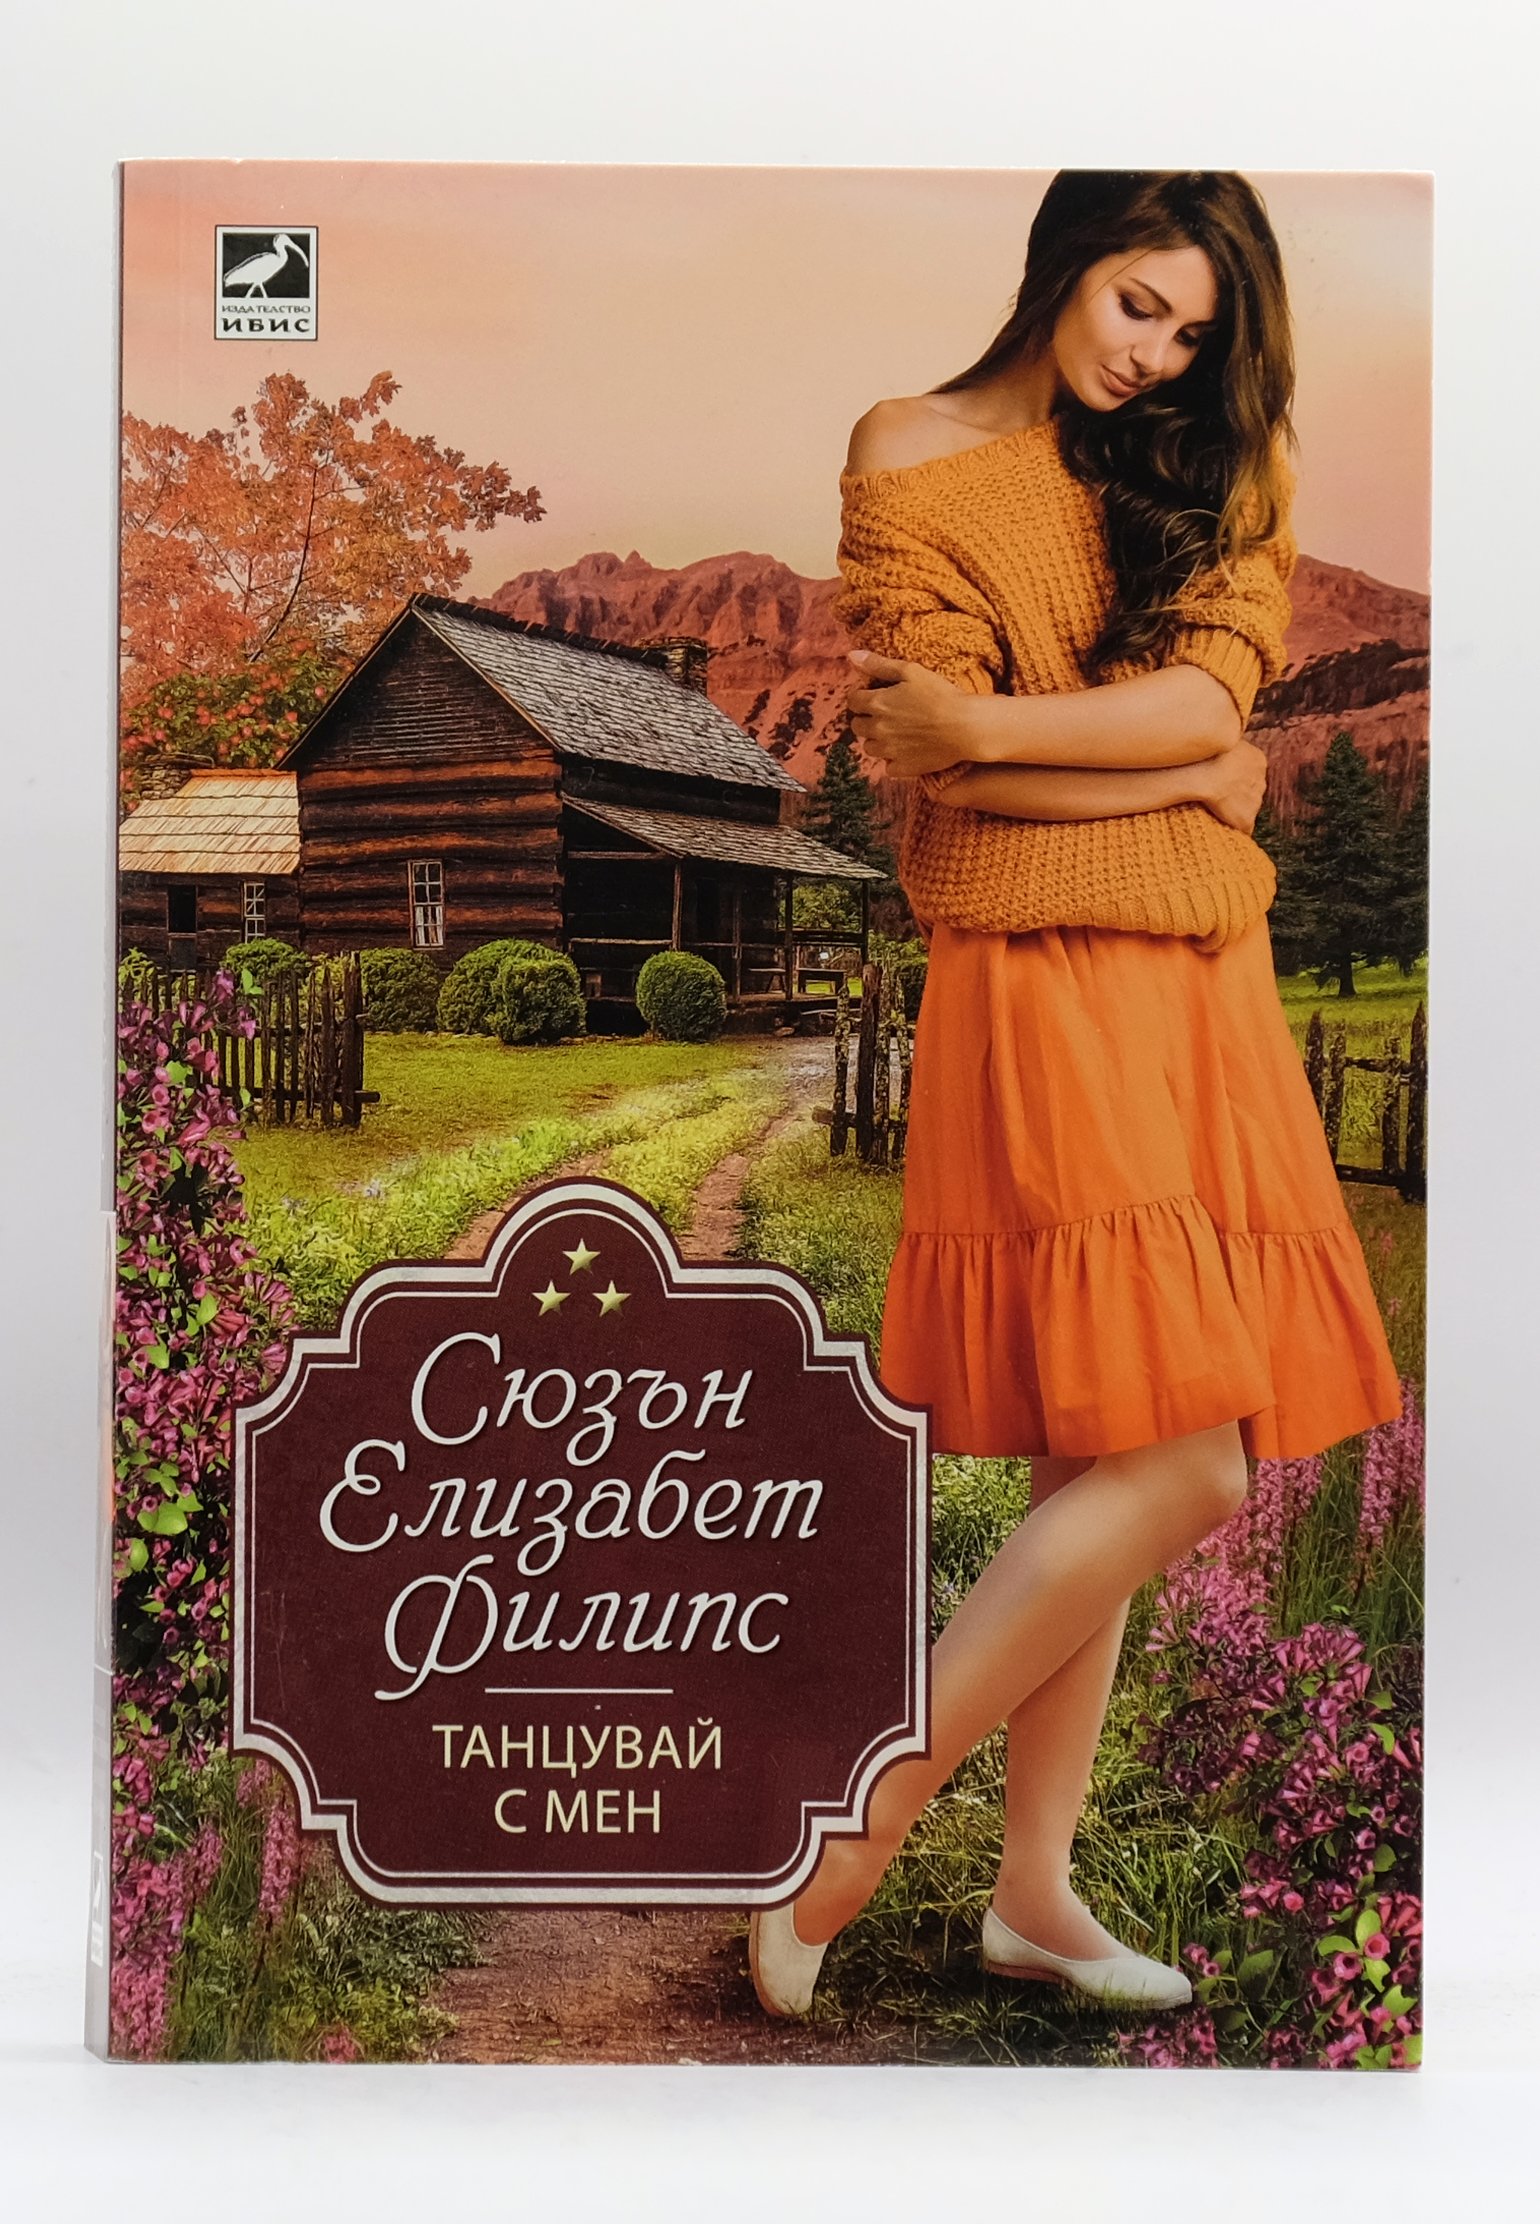 ИЗДАТЕЛСТВО
ИБИС
Сюзън
Елизабет
Филипс
ТАНЦУВАЙ
С МЕН